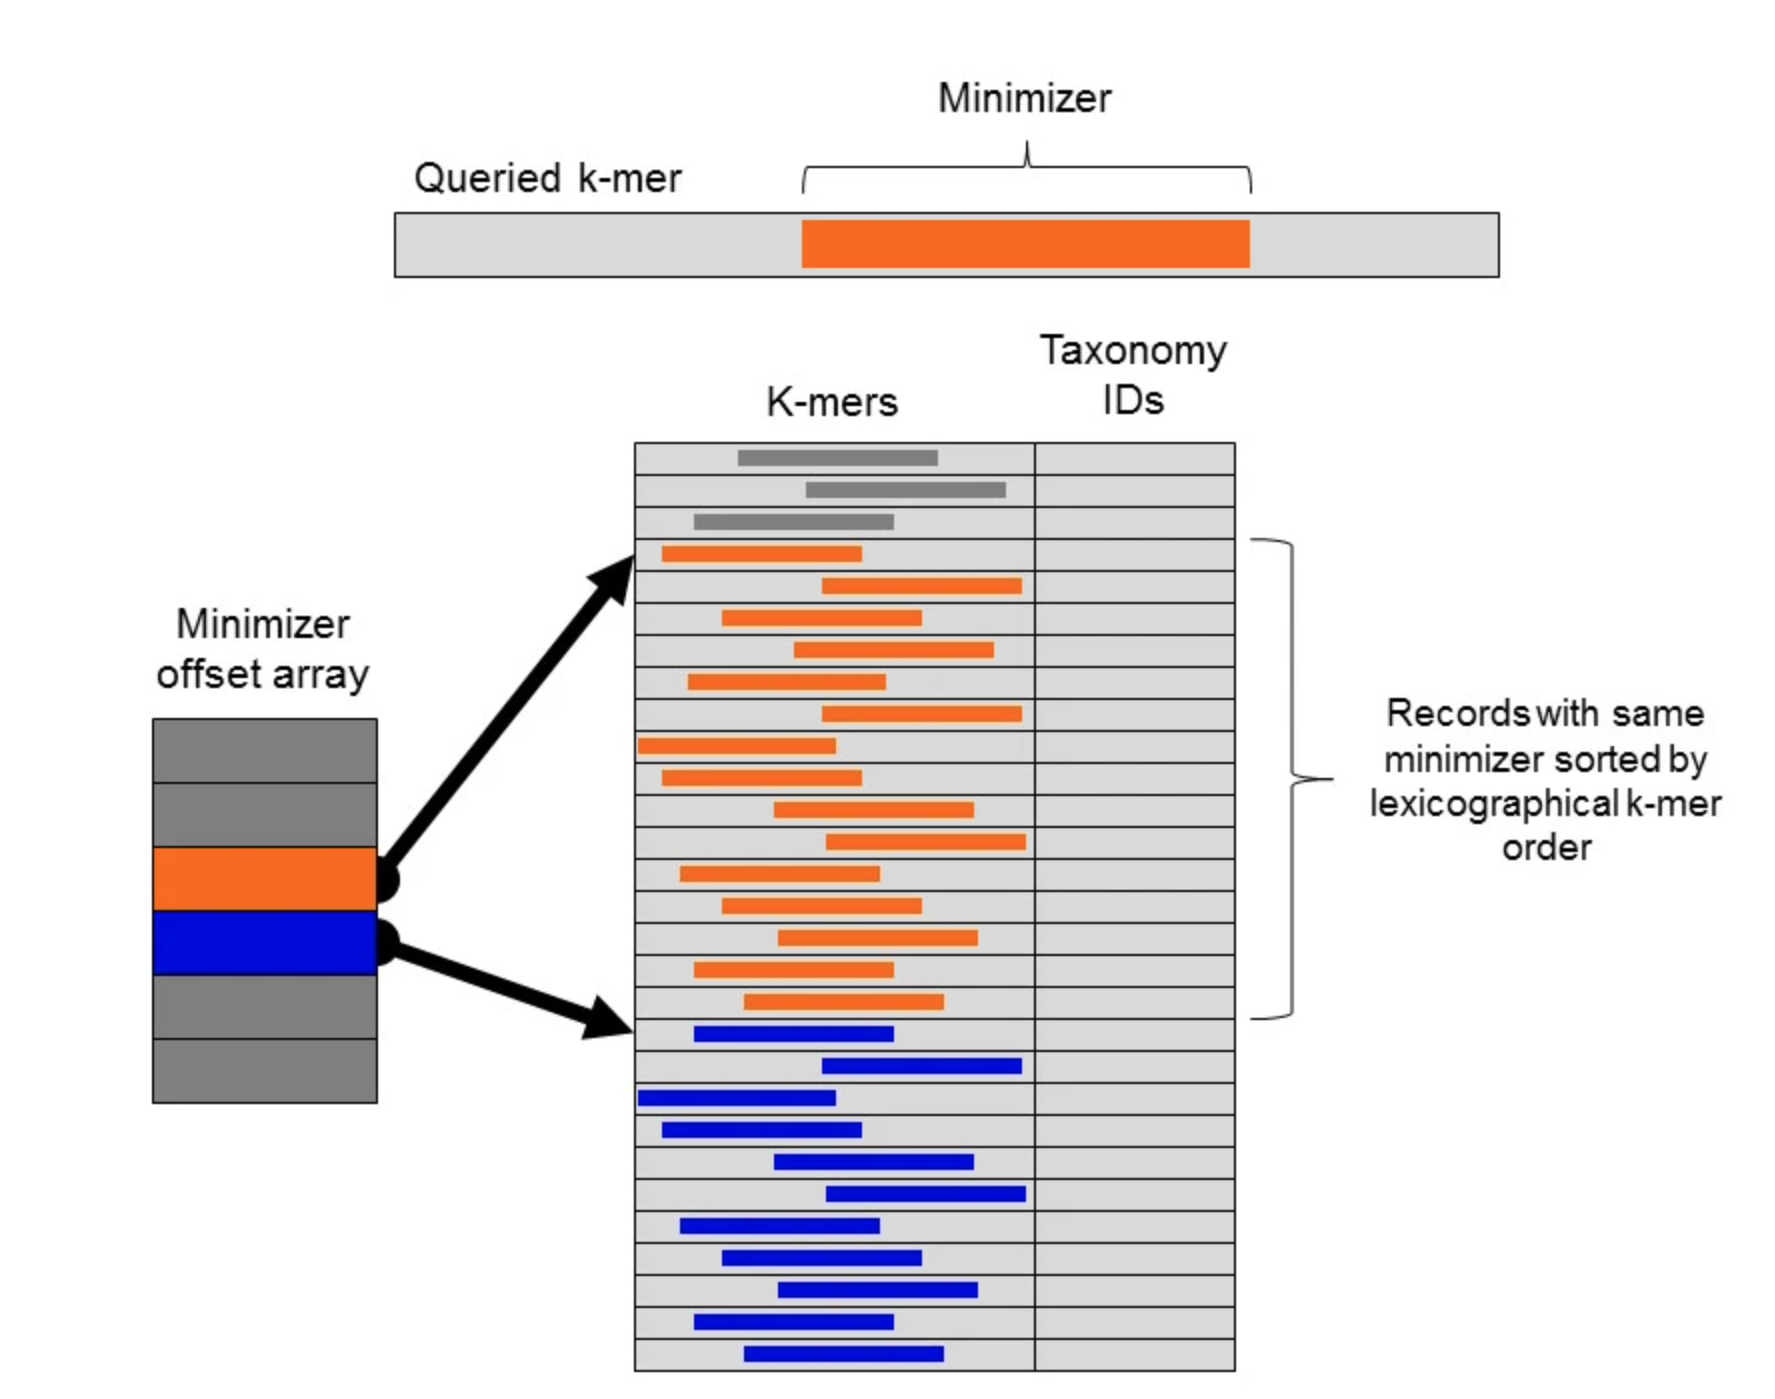 Minimizer
Queried k-mer
Taxonomy
IDs
K-mers
Minimizer
offset array
Records with same
minimizer sorted by
lexicographical k-mer
order